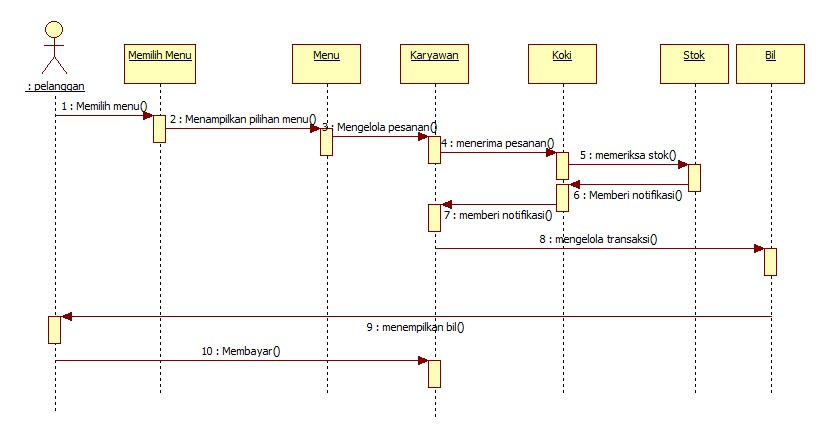 Memilih Menu
Menu
Karyawan
Koki
Stok
Bil
: pelanggan
1 : Memilih menu()
2 : Menampilkan pilihan menu()
3 : Mengelola pesanan()
4 : menerima pesanan()
5 : memeriksa stok()
6 : Memberi notifikasi()
7 : memberi notifikasi()
8 : mengelola transaksi()
9 : menempilkan bil()
10 : Membayar()